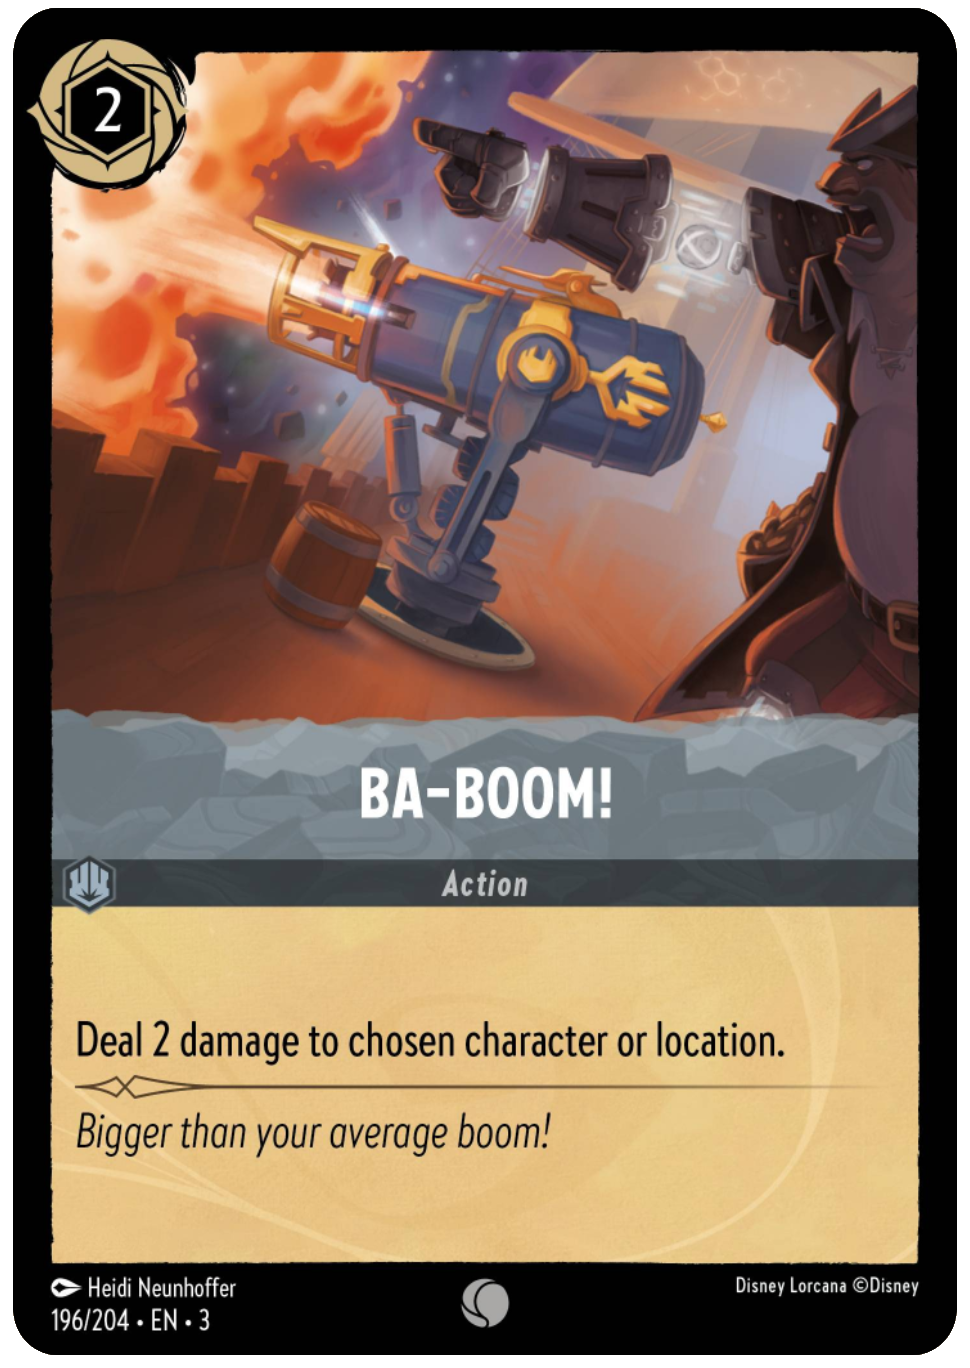 2
BA-BOOM!
Action
Deal 2 damage to chosen character or location.
Bigger than your average boom!
Heidi Neunhoffer
Disney Lorcana ©Disney
196/204 • EN • 3